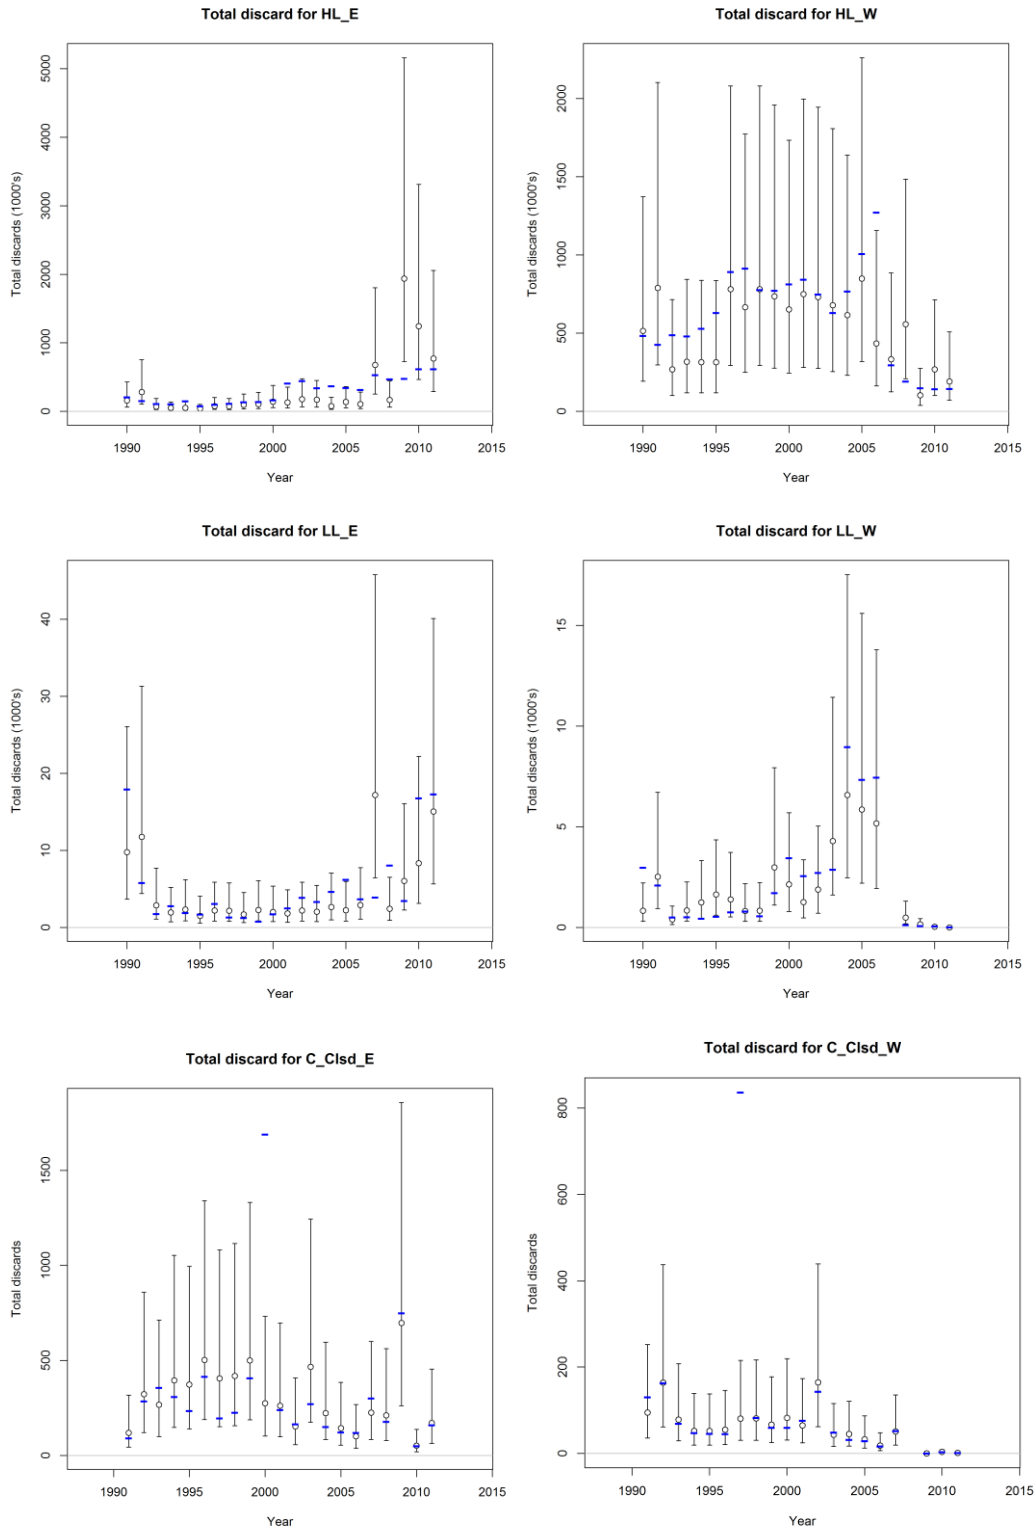 Total discard for HL_E
Total discards (1000's)
5000
4000
3000
2000
1000
0
1990 1995 2000 2005 2010 2015
Year
Total discard for HL_W
Total discards (1000's)
2000
1500
1000
500
0
1990 1995 2000 2005 2010 2015
Year
Total discard for LL_E
Total discards (1000's)
40
30
20
10
0
1990 1995 2000 2005 2010 2015
Year
Total discard for LL_W
Total discards (1000's)
15
10
5
0
1990 1995 2000 2005 2010 2015
Year
Total discard for C_Clsd_E
Total discards
1500
1000
500
0
1990 1995 2000 2005 2010 2015
Year
Total discard for C_Clsd_W
Total discards
800
600
400
200
0
1990 1995 2000 2005 2010 2015
Year